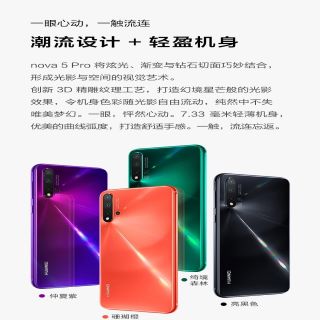 一眼心动，一触流连
潮流设计 + 轻盈机身
nova 5 Pro 将炫光、渐变与钻石切面巧妙结合，
形成光影与空间的视觉艺术。
创新 3D 精雕纹理工艺，打造幻境星芒般的光影
效果，令机身色彩随光影自由流动，纯然中不失
唯美梦幻。一眼，怦然心动。7.33 毫米轻薄机身，
优美的曲线弧度，打造舒适手感。一触，流连忘返。
HUAWEI
HUAWEI
HUAWEI
仲夏紫
珊瑚橙
绮境
森林
亮黑色